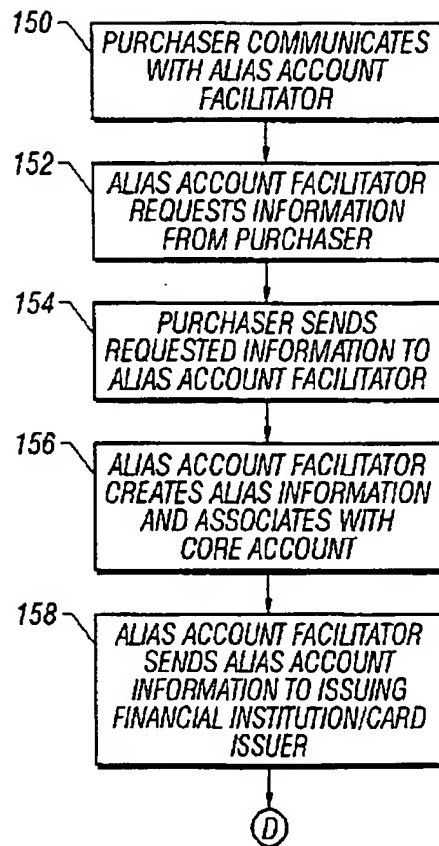 150
PURCHASER COMMUNICATES
WITH ALIAS ACCOUNT
FACILITATOR
152
ALIAS ACCOUNT FACILITATOR
REQUESTS INFORMATION
FROM PURCHASER
154
PURCHASER SENDS
REQUESTED INFORMATION TO
ALIAS ACCOUNT FACILITATOR
156
ALIAS ACCOUNT FACILITATOR
CREATES ALIAS INFORMATION
AND ASSOCIATES WITH
CORE ACCOUNT
158
ALIAS ACCOUNT FACILITATOR
SENDS ALIAS ACCOUNT
INFORMATION TO ISSUING
FINANCIAL INSTITUTION/CARD
ISSUER
D